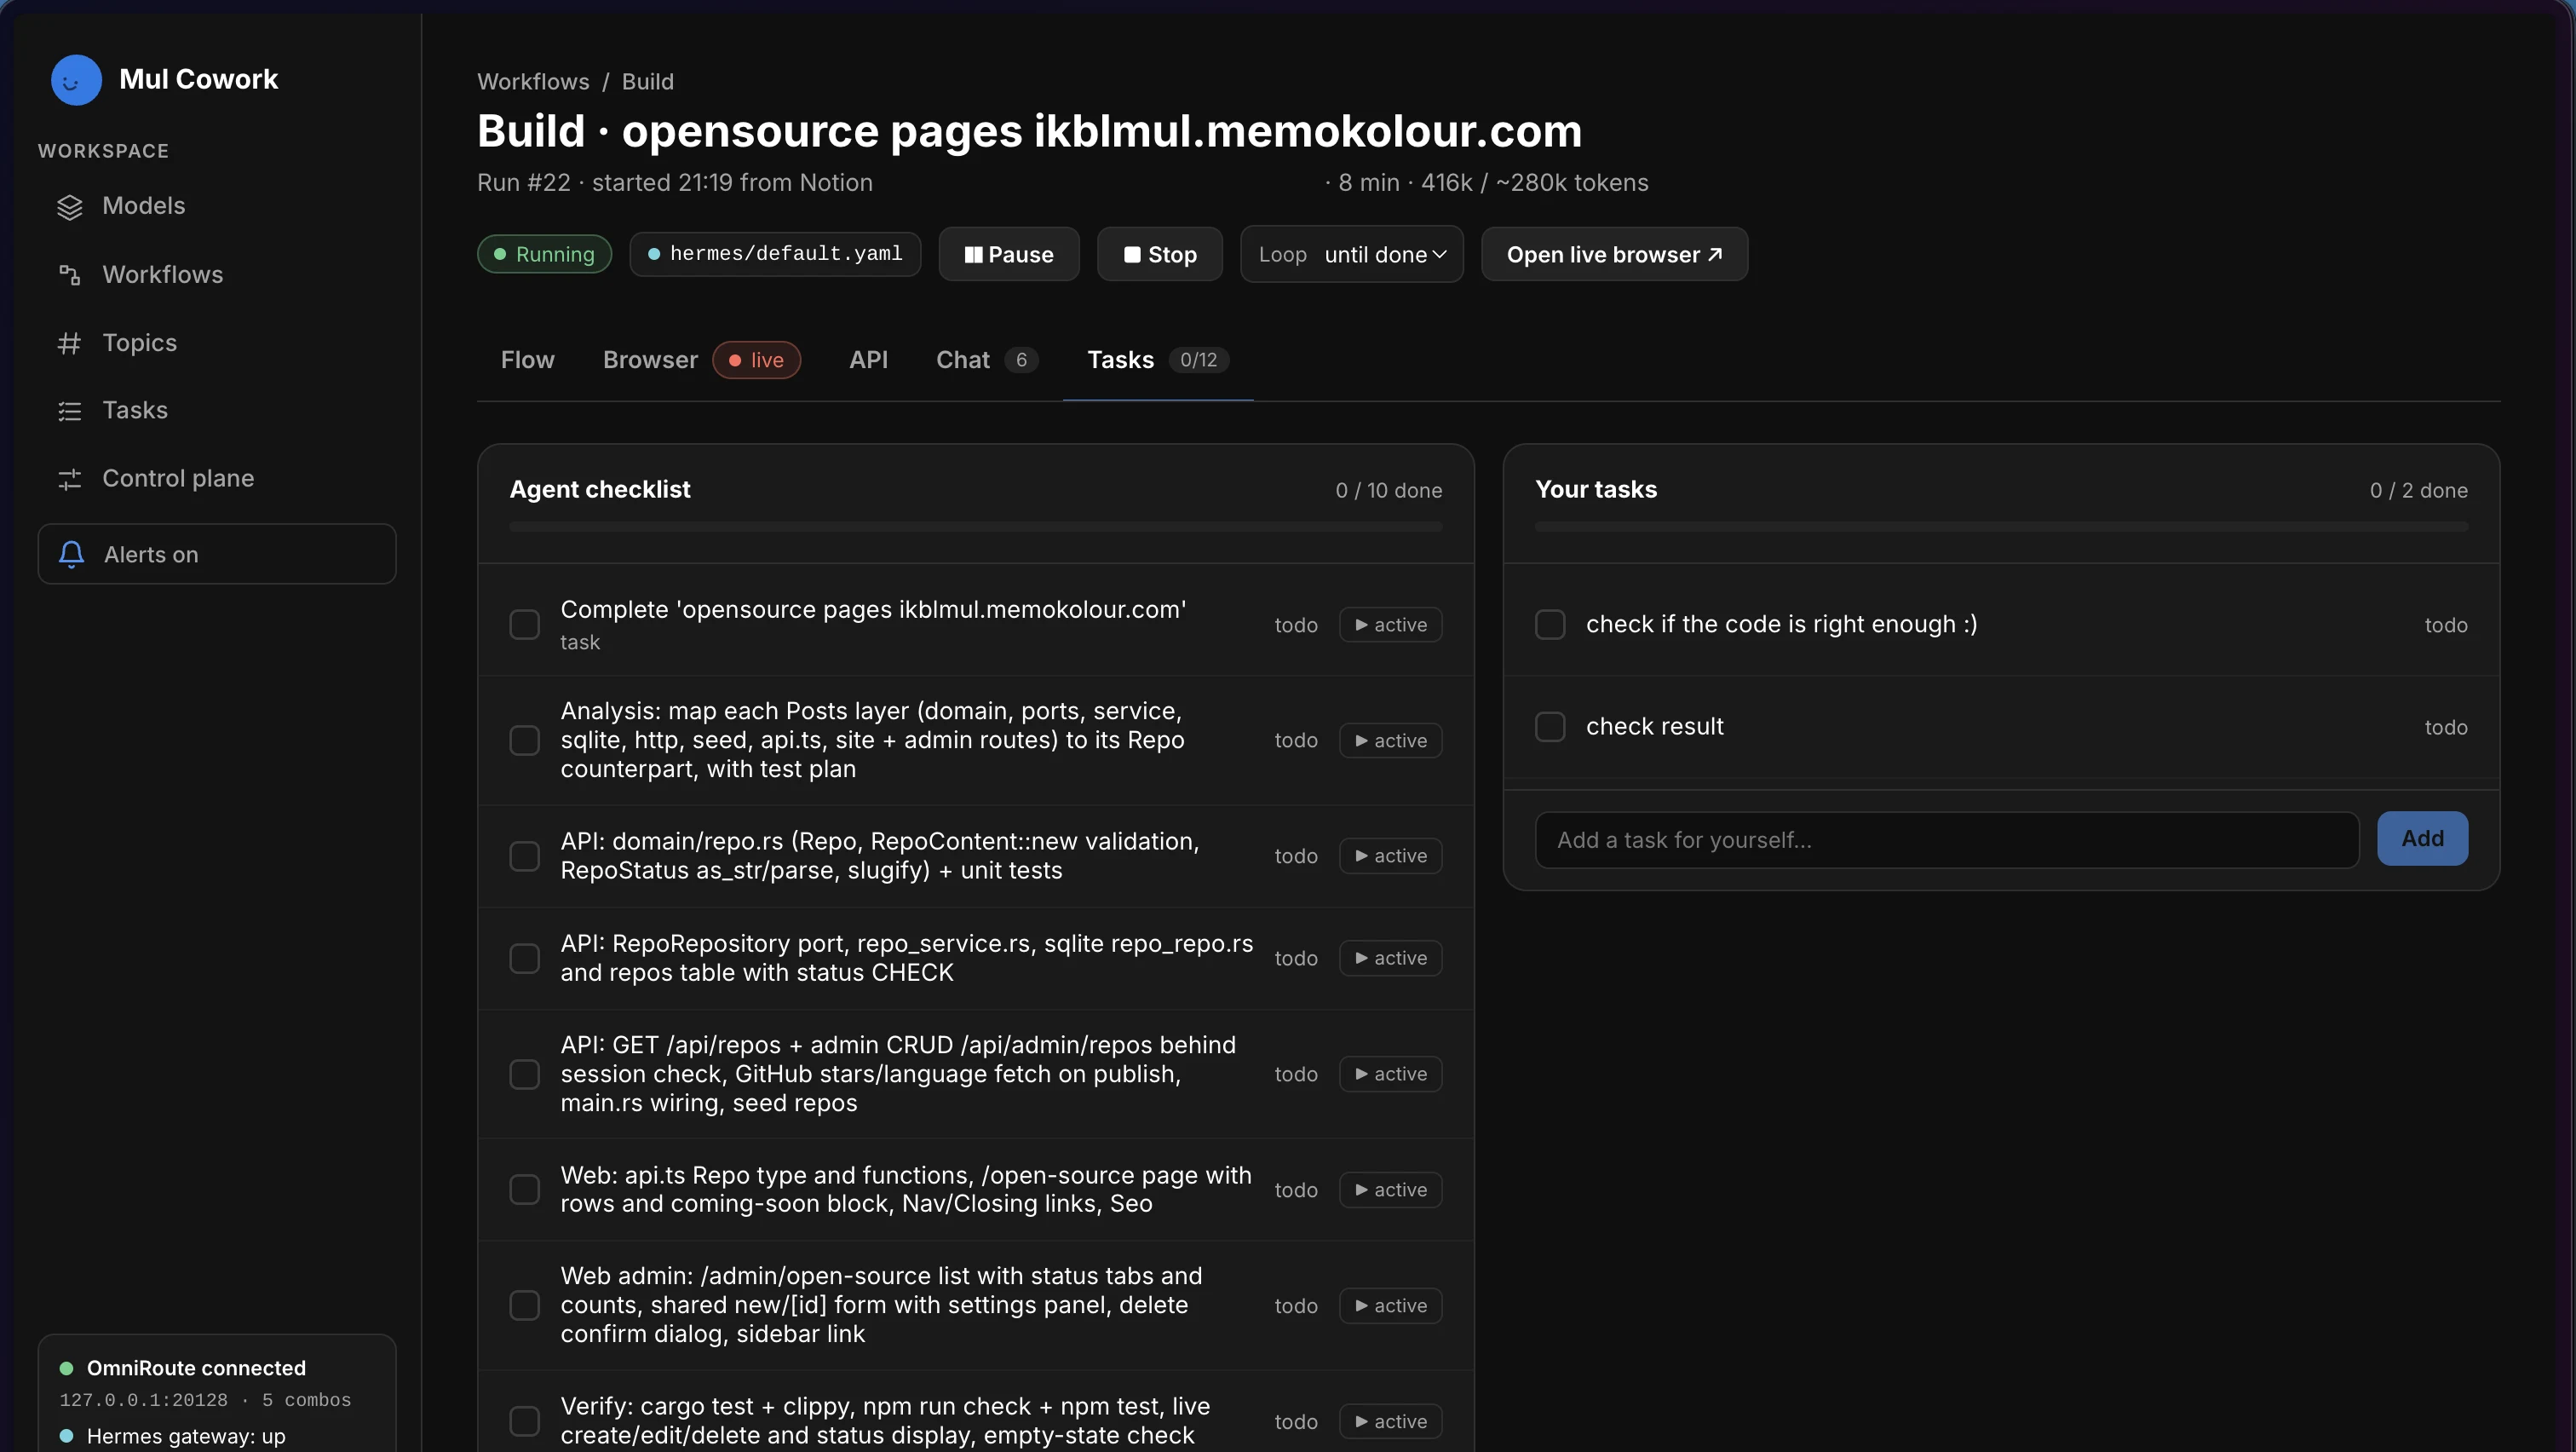 Mul Cowork
WORKSPACE
Models
Workflows
Topics
Tasks
Control plane
Alerts on
OmniRoute connected
127.0.0.1:20128 · 5 combos
Hermes gateway: up
Workflows / Build
Build · opensource pages ikblmul.memokolour.com
Run #22 · started 21:19 from Notion · 8 min · 416k / ~280k tokens
Running
hermes/default.yaml
Pause
Stop
Loop until done
Open live browser ↗
Flow
Browser live
API
Chat 6
Tasks 0/12
Agent checklist
0 / 10 done
Complete 'opensource pages ikblmul.memokolour.com'
task
todo
active
Analysis: map each Posts layer (domain, ports, service,
sqlite, http, seed, api.ts, site + admin routes) to its Repo
counterpart, with test plan
todo
active
API: domain/repo.rs (Repo, RepoContent::new validation,
RepoStatus as_str/parse, slugify) + unit tests
todo
active
API: RepoRepository port, repo_service.rs, sqlite repo_repo.rs
and repos table with status CHECK
todo
active
API: GET /api/repos + admin CRUD /api/admin/repos behind
session check, GitHub stars/language fetch on publish,
main.rs wiring, seed repos
todo
active
Web: api.ts Repo type and functions, /open-source page with
rows and coming-soon block, Nav/Closing links, Seo
todo
active
Web admin: /admin/open-source list with status tabs and
counts, shared new/[id] form with settings panel, delete
confirm dialog, sidebar link
todo
active
Verify: cargo test + clippy, npm run check + npm test, live
create/edit/delete and status display, empty-state check
todo
active
Your tasks
0 / 2 done
check if the code is right enough :)
todo
check result
todo
Add a task for yourself...
Add